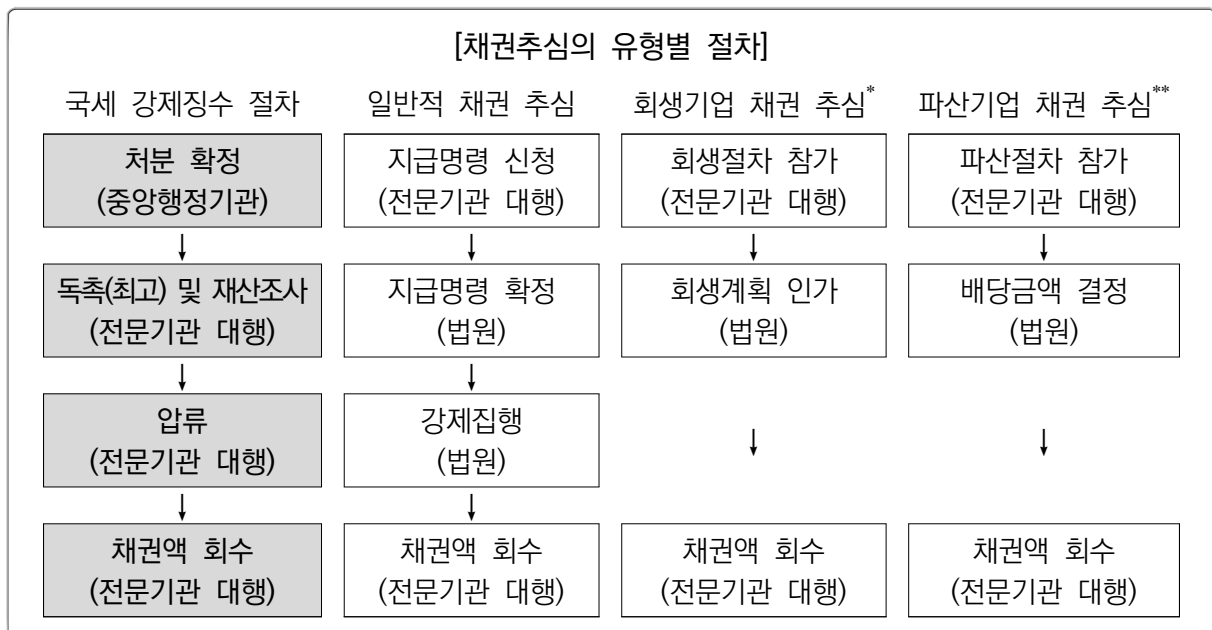 [채권추심의 유형별 절차]
국세 강제징수 절차
일반적 채권 추심
회생기업 채권 추심*
파산기업 채권 추심**
처분 확정
(중앙행정기관)
지급명령 신청
(전문기관 대행)
회생절차 참가
(전문기관 대행)
파산절차 참가
(전문기관 대행)
독촉(최고) 및 재산조사
(전문기관 대행)
지급명령 확정
(법원)
회생계획 인가
(법원)
배당금액 결정
(법원)
압류
(전문기관 대행)
강제집행
(법원)
채권액 회수
(전문기관 대행)
채권액 회수
(전문기관 대행)
채권액 회수
(전문기관 대행)
채권액 회수
(전문기관 대행)